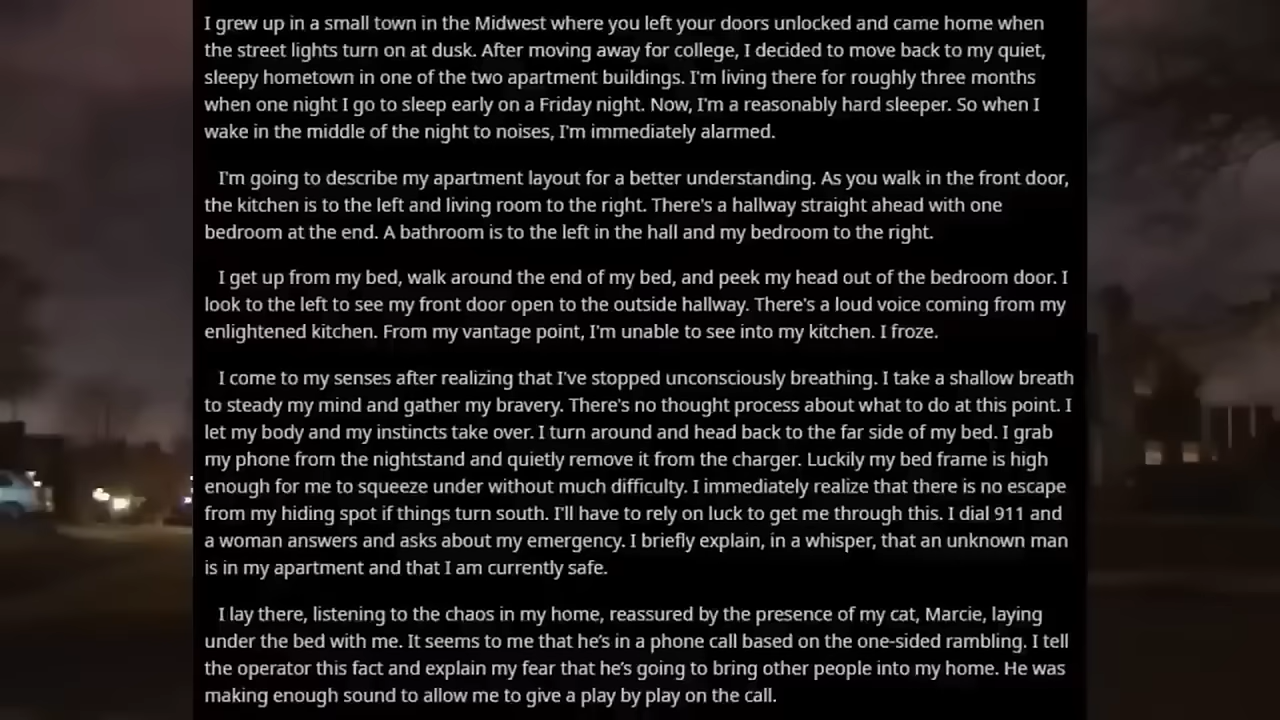 I grew up in a small town in the Midwest where you left your doors unlocked and came home when
the street lights turn on at dusk. After moving away for college, I decided to move back to my quiet,
sleepy hometown in one of the two apartment buildings. I'm living there for roughly three months
when one night I go to sleep early on a Friday night. Now, I'm a reasonably hard sleeper. So when I
wake in the middle of the night to noises, I'm immediately alarmed.
I'm going to describe my apartment layout for a better understanding. As you walk in the front door,
the kitchen is to the left and living room to the right. There's a hallway straight ahead with one
bedroom at the end. A bathroom is to the left in the hall and my bedroom to the right.
I get up from my bed, walk around the end of my bed, and peek my head out of the bedroom door. I
look to the left to see my front door open to the outside hallway. There's a loud voice coming from my
enlightened kitchen. From my vantage point, I'm unable to see into my kitchen. I froze.
I come to my senses after realizing that I've stopped unconsciously breathing. I take a shallow breath
to steady my mind and gather my bravery. There's no thought process about what to do at this point. I
let my body and my instincts take over. I turn around and head back to the far side of my bed. I grab
my phone from the nightstand and quietly remove it from the charger. Luckily my bed frame is high
enough for me to squeeze under without much difficulty. I immediately realize that there is no escape
from my hiding spot if things turn south. I'll have to rely on luck to get me through this. I dial 911 and
a woman answers and asks about my emergency. I briefly explain, in a whisper, that an unknown man
is in my apartment and that I am currently safe.
I lay there, listening to the chaos in my home, reassured by the presence of my cat, Marcie, laying
under the bed with me. It seems to me that he's in a phone call based on the one-sided rambling. I tell
the operator this fact and explain my fear that he's going to bring other people into my home. He was
making enough sound to allow me to give a play by play on the call.